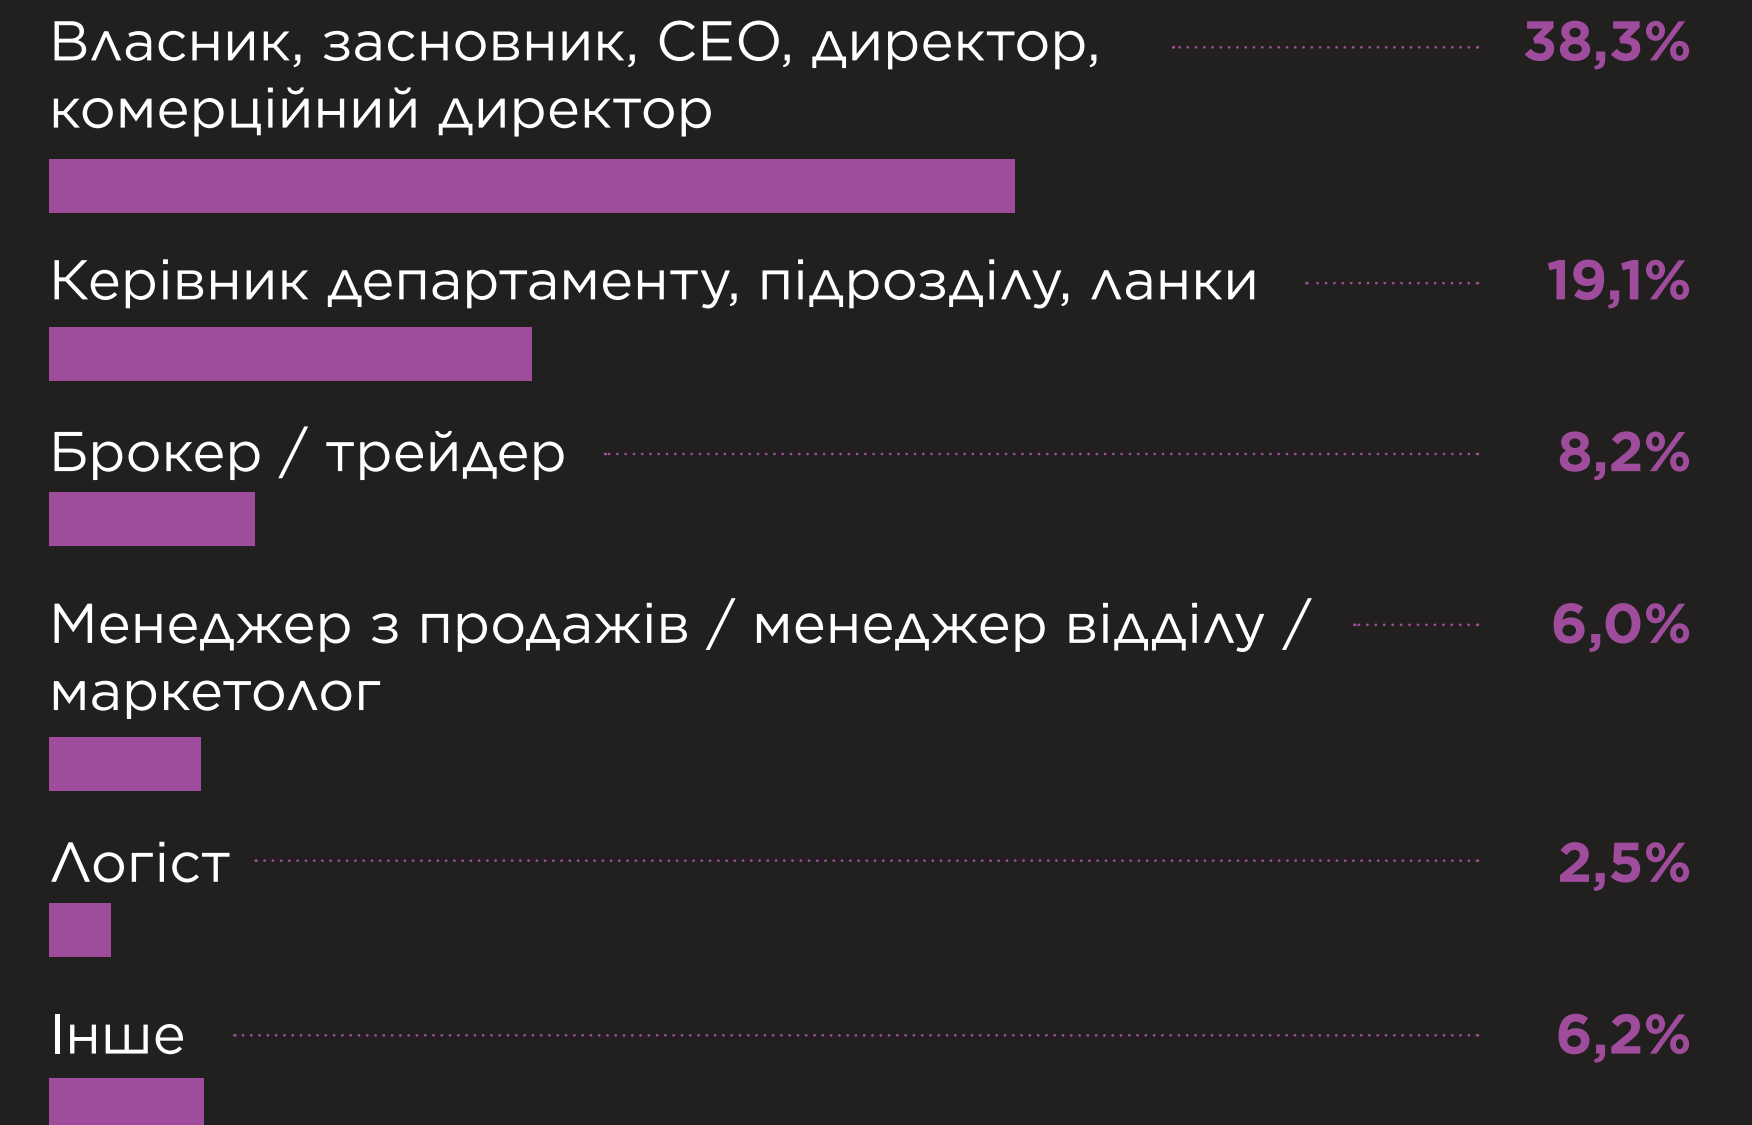 Власник, засновник, CEO, директор, 38,3%
комерційний директор
Керівник департаменту, підрозділу, ланки 19,1%
Брокер / трейдер 8,2%
Менеджер з продажів / менеджер відділу / 6,0%
маркетолог
Логіст 2,5%
Інше 6,2%